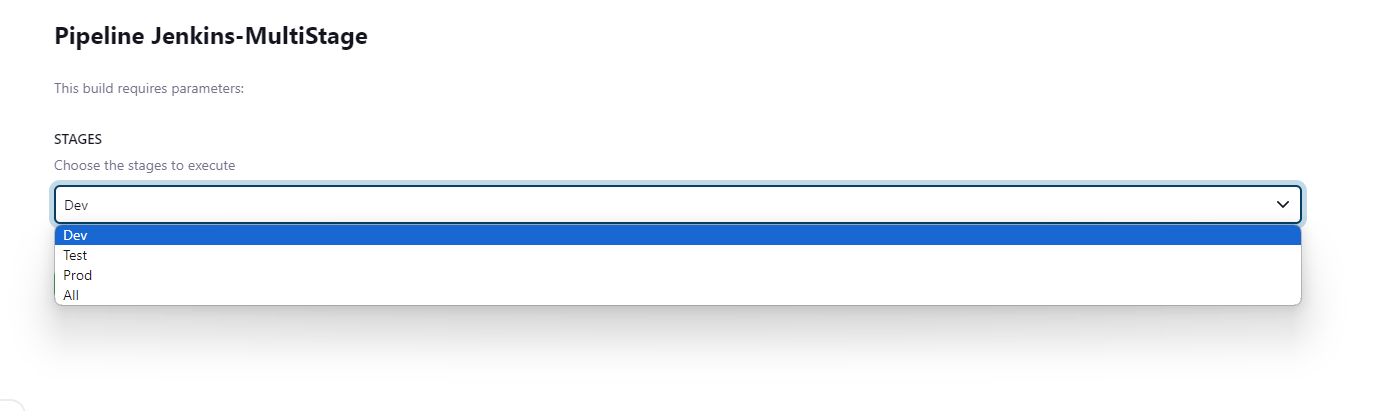 Pipeline Jenkins-MultiStage
This build requires parameters:
STAGES
Choose the stages to execute
Dev
Dev
Test
Prod
All